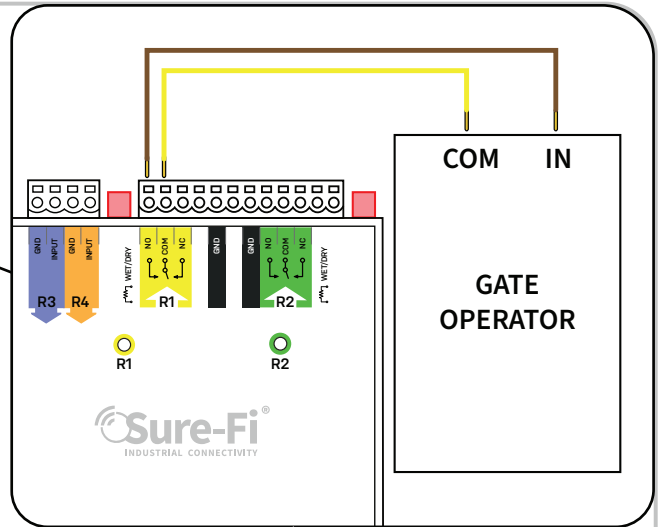 COM IN
GATE
OPERATOR
GND INPUT GND INPUT
R3 R4
WET/DRY
NO COM NC
R1
GND GND
NO COM NC
R2
WET/DRY
R1 R2
Sure-Fi®
INDUSTRIAL CONNECTIVITY